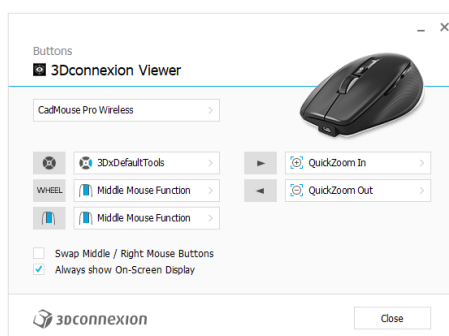 Buttons
3Dconnexion Viewer
CadMouse Pro Wireless
3DxDefaultTools
QuickZoom In
WHEEL
Middle Mouse Function
QuickZoom Out
Middle Mouse Function
Swap Middle / Right Mouse Buttons
Always show On-Screen Display
3Dconnexion
Close